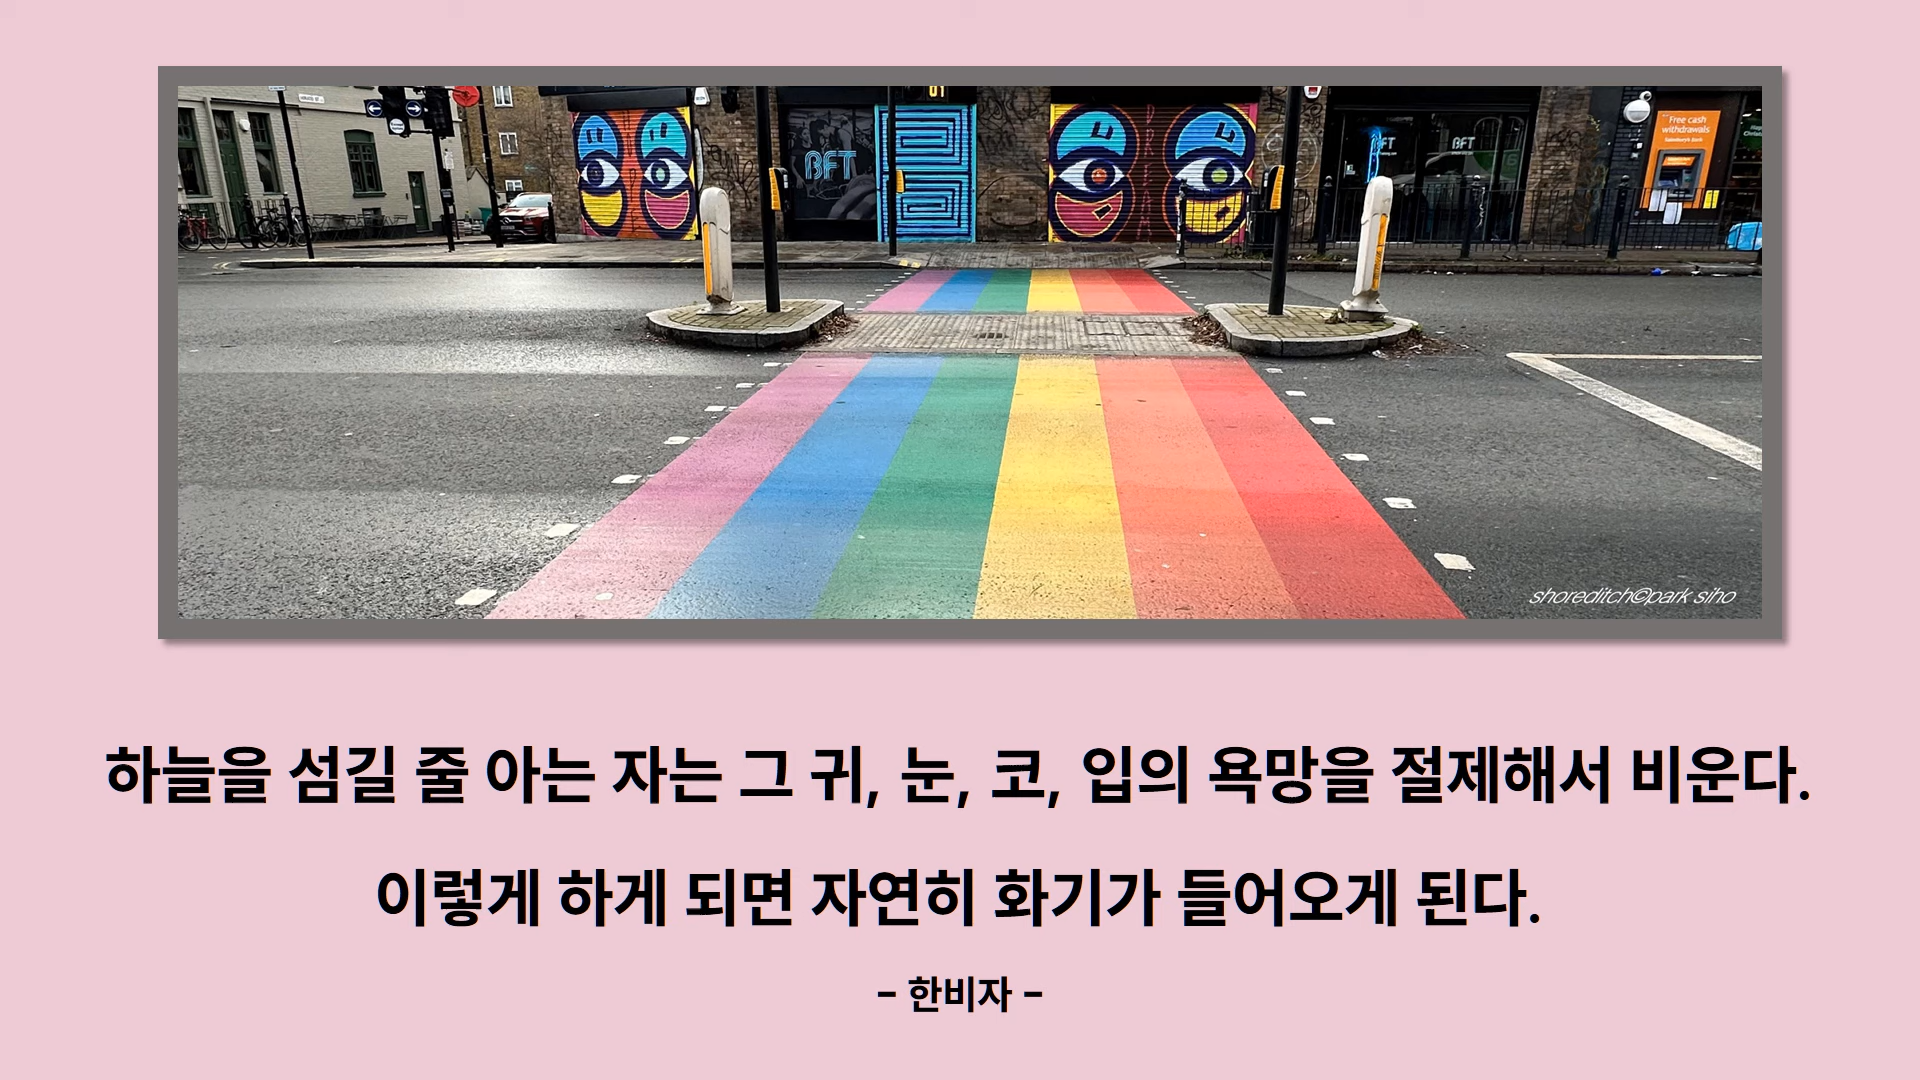 01
BFT
BFT
BFT
Free cash
withdrawals
shoreditch©park siho
하늘을 섬길 줄 아는 자는 그 귀, 눈, 코, 입의 욕망을 절제해서 비운다.
이렇게 하게 되면 자연히 화기가 들어오게 된다.
- 한비자 -